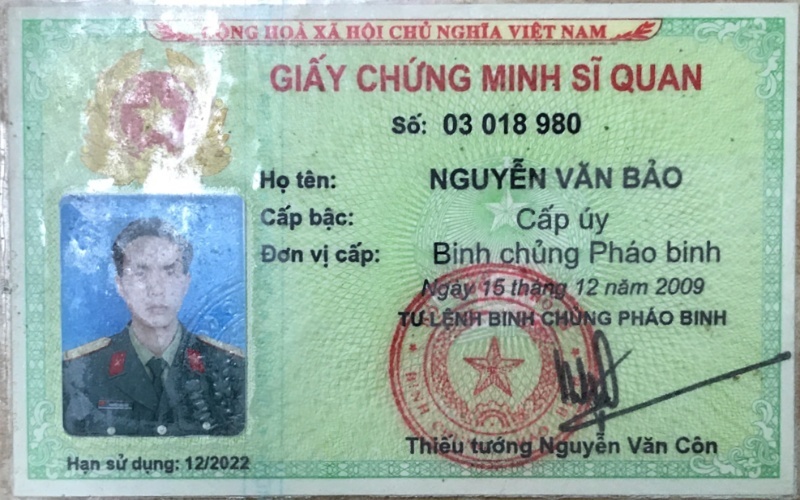 CỘNG HOÀ XÃ HỘI CHỦ NGHĨA VIỆT NAM
GIẤY CHỨNG MINH SĨ QUAN
Số: 03 018 980
Họ tên: NGUYỄN VĂN BẢO
Cấp bậc: Cấp úy
Đơn vị cấp: Binh chủng Pháo binh
Ngày 15 tháng 12 năm 2009
TƯ LỆNH BINH CHỦNG PHÁO BINH
Thiếu tướng Nguyễn Văn Côn
Hạn sử dụng: 12/2022